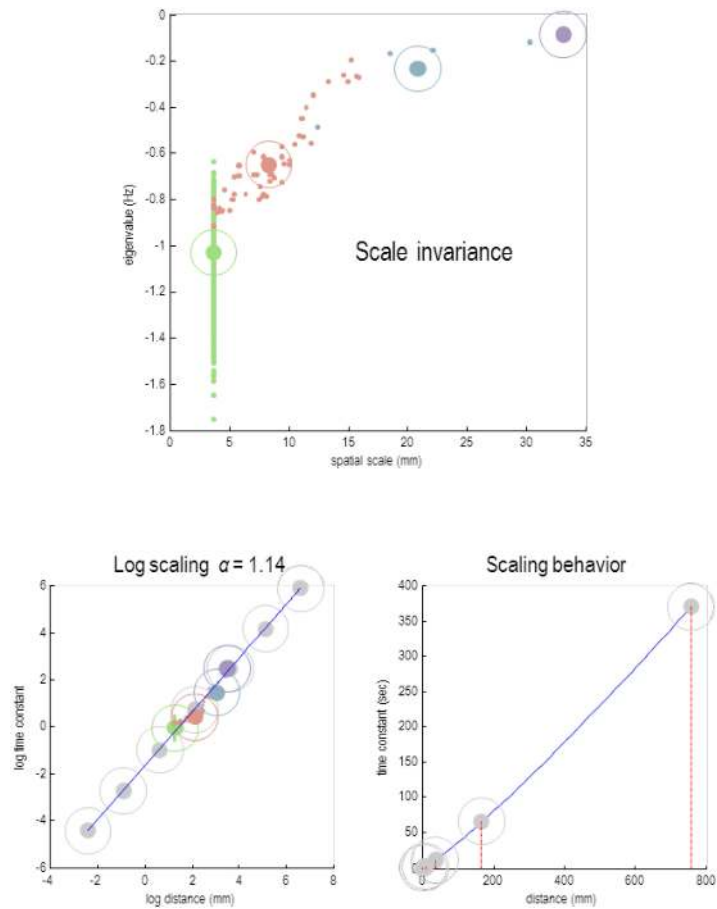 0
-0.2
-0.4
-0.6
-0.8
-1
-1.2
-1.4
-1.6
-1.8
eigenvalue (Hz)
Scale invariance
0 5 10 15 20 25 30 35
spatial scale (mm)
Log scaling α = 1.14
6
4
2
0
-2
-4
-6
log time constant
-4 -2 0 2 4 6 8
log distance (mm)
Scaling behavior
400
350
300
250
200
150
100
50
time constant (sec)
0 200 400 600 800
distance (mm)